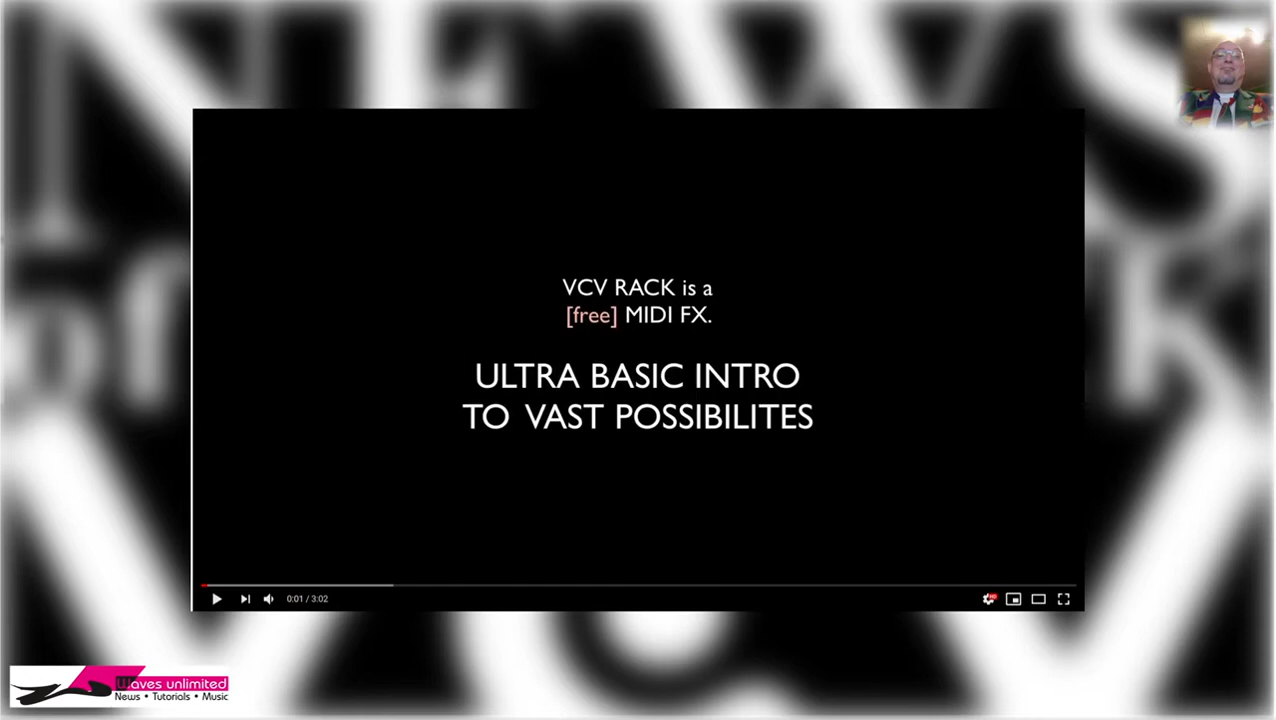 VCV RACK is a
[free] MIDI FX.
ULTRA BASIC INTRO
TO VAST POSSIBILITES
0:01 / 3:02
Waves unlimited
News • Tutorials • Music